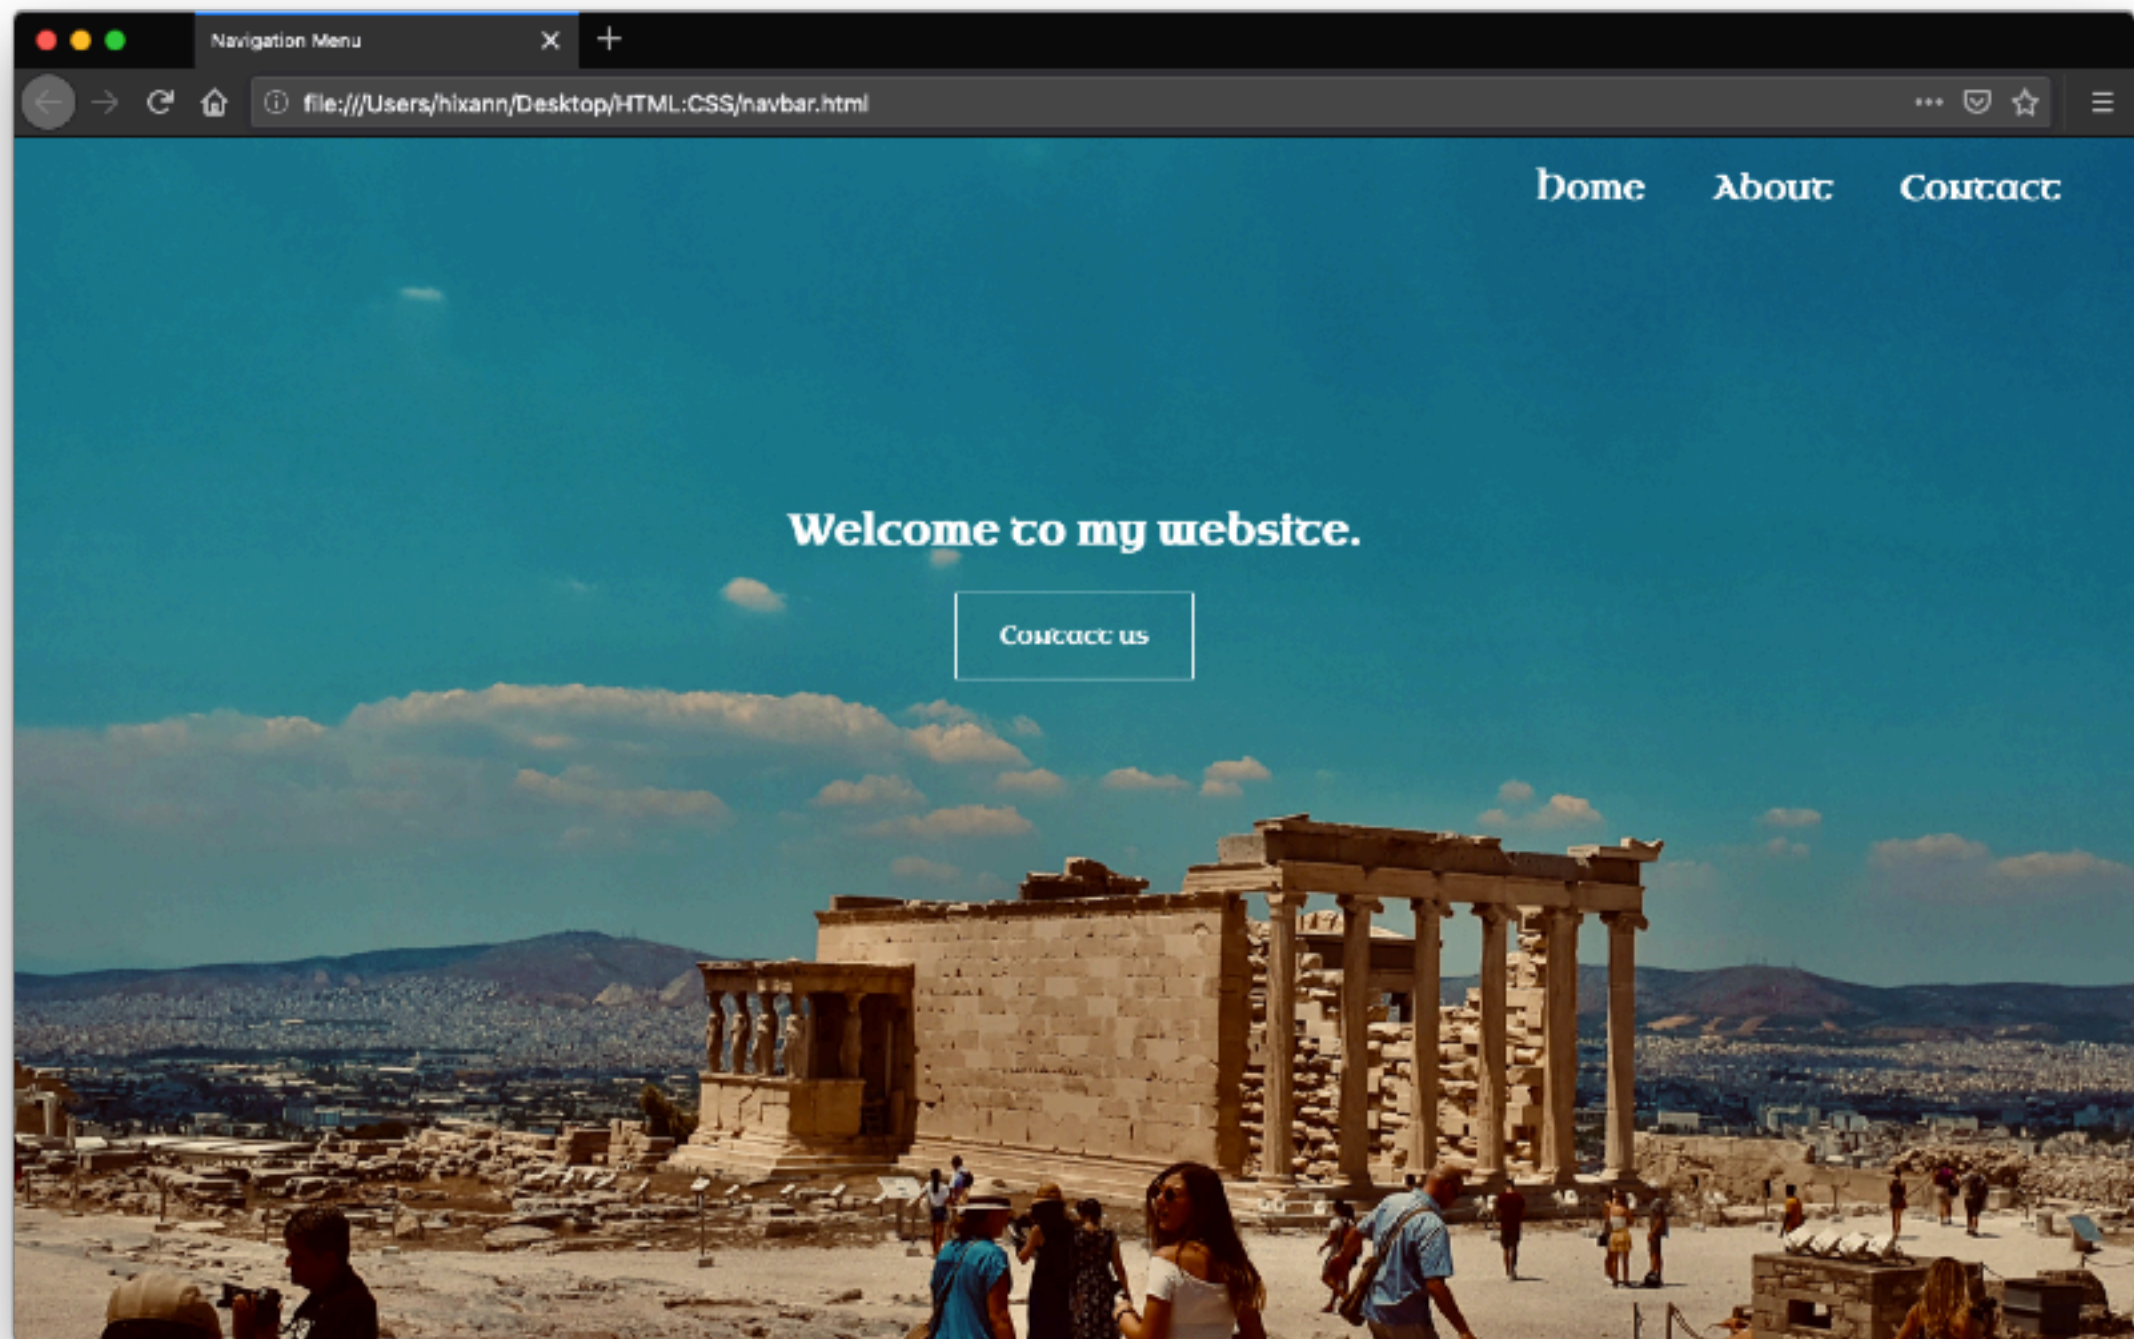 Navigation Menu
file:///Users/hixann/Desktop/HTML:CSS/navbar.html
Home About Contact
Welcome to my website.
Contact us